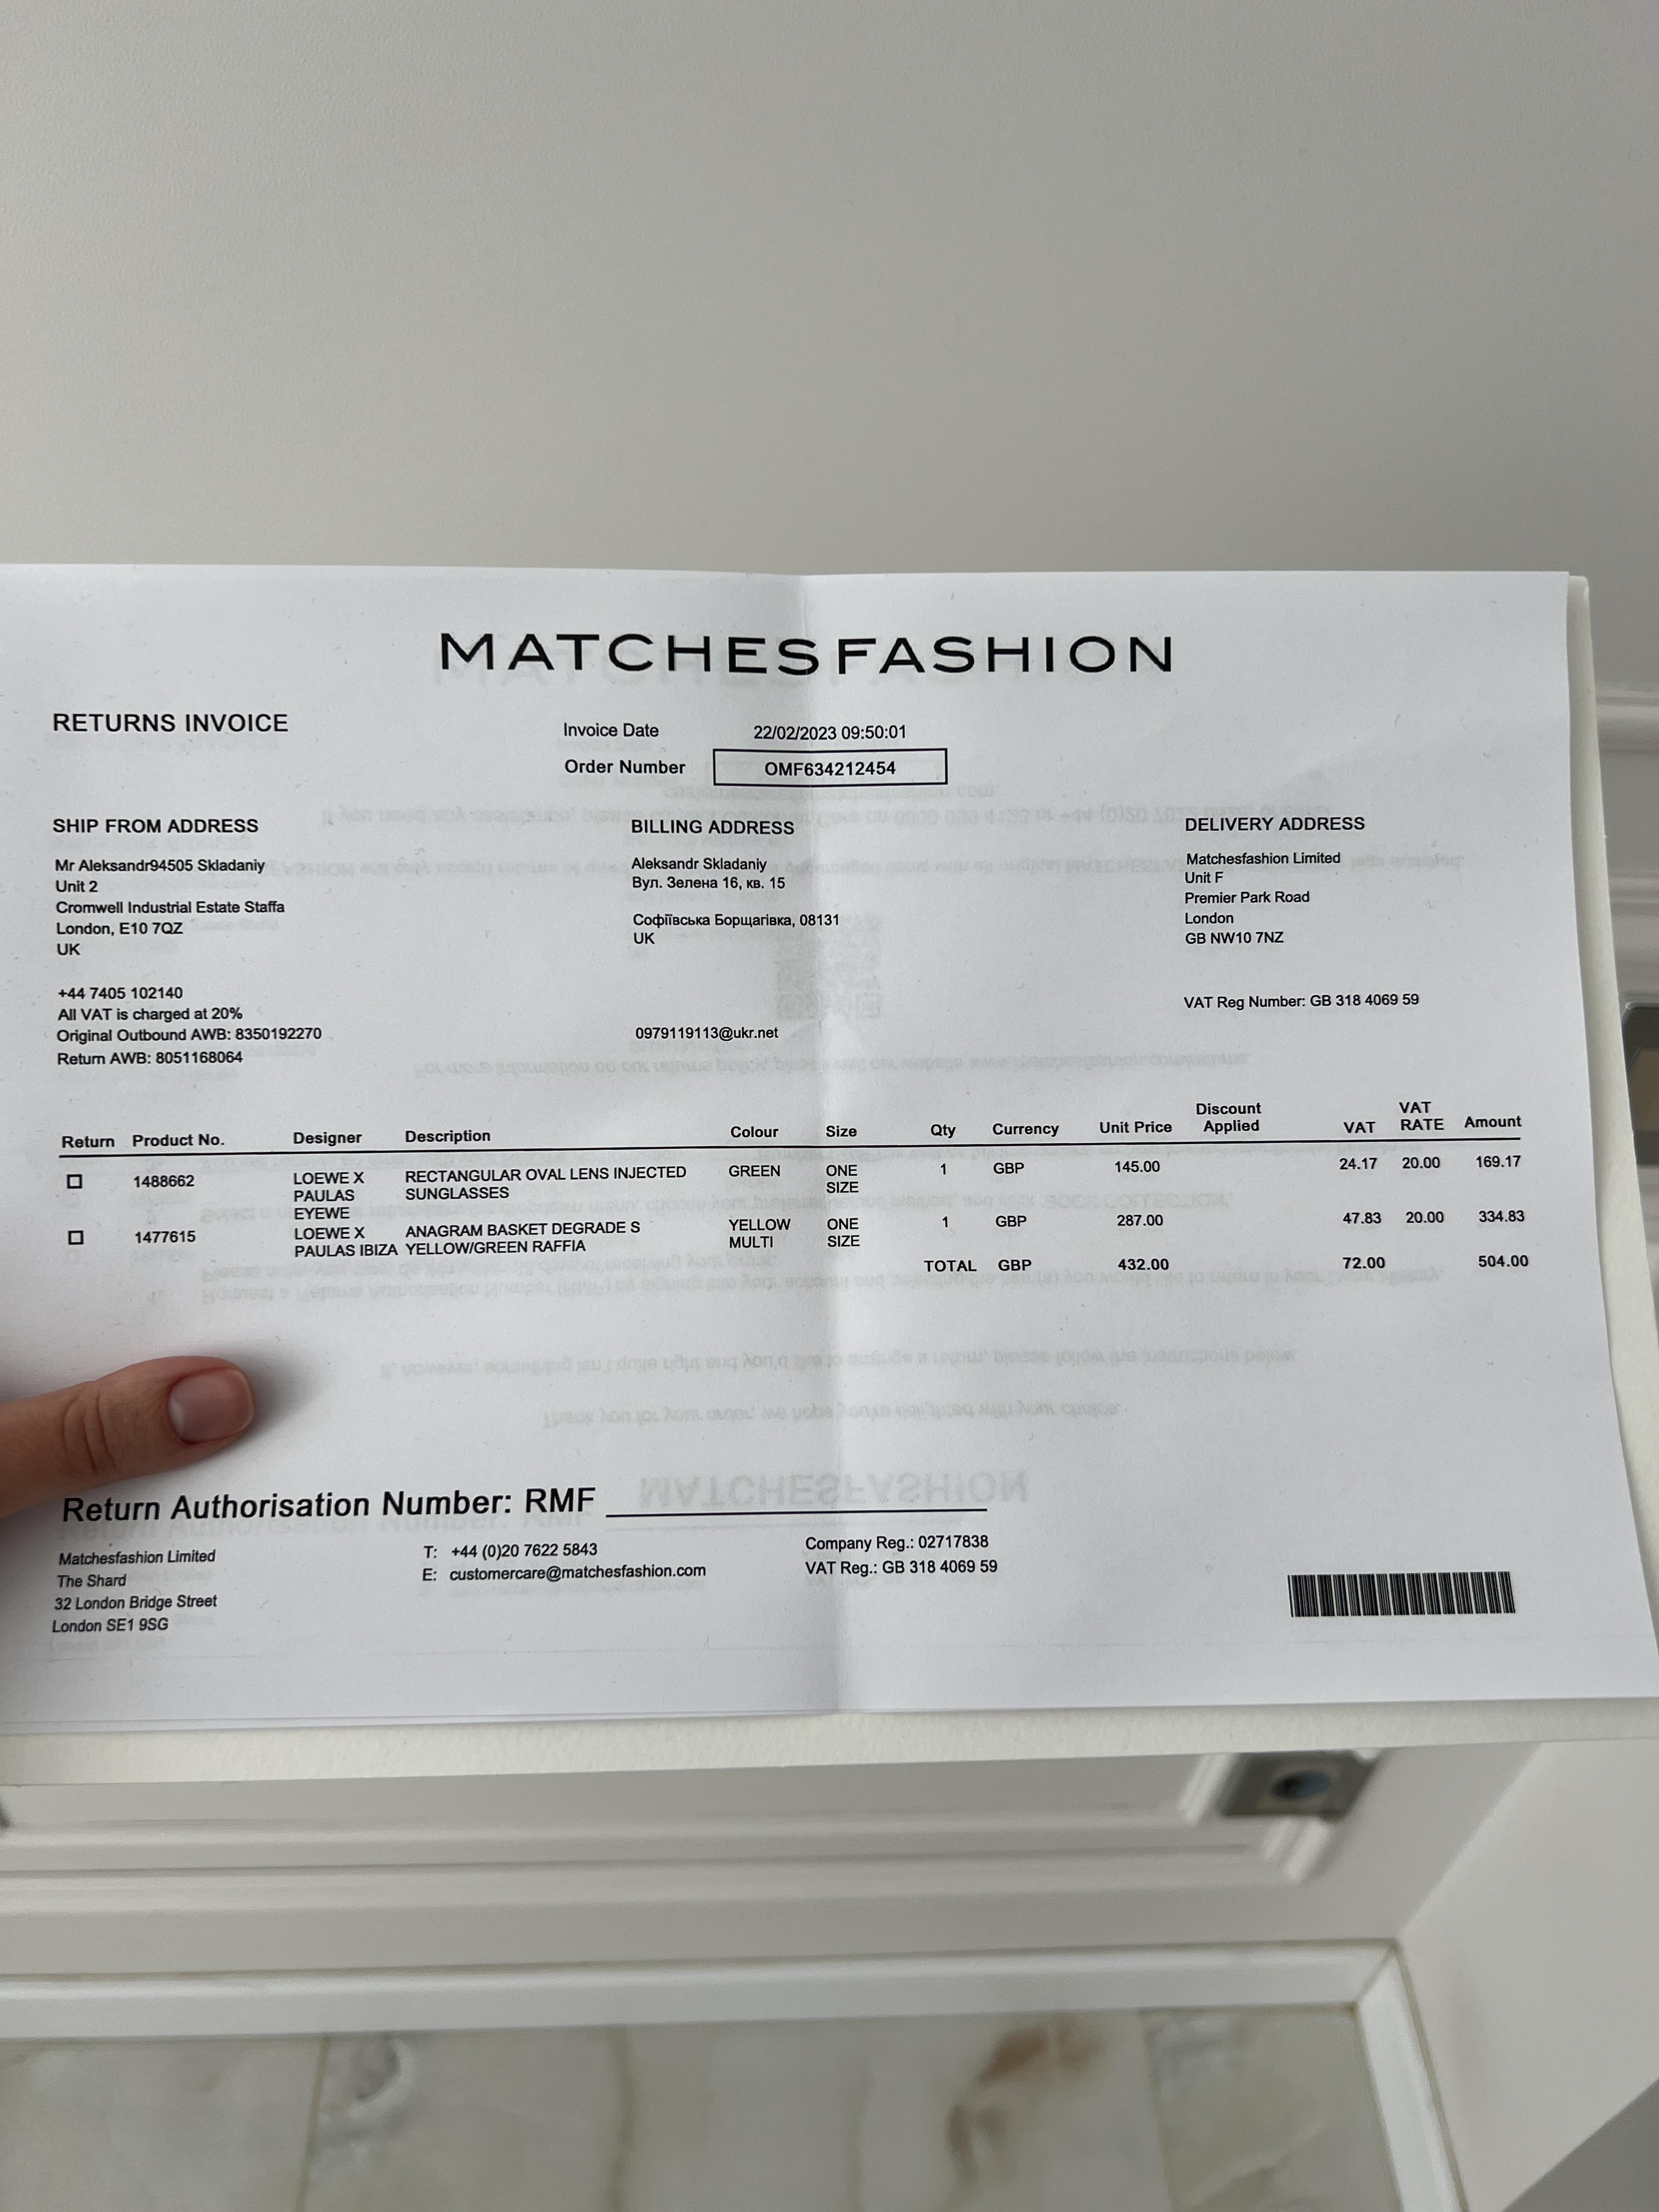 MATCHESFASHION
RETURNS INVOICE
Invoice Date 22/02/2023 09:50:01
Order Number OMF634212454
SHIP FROM ADDRESS
Mr Aleksandr94505 Skladaniy
Unit 2
Cromwell Industrial Estate Staffa
London, E10 7QZ
UK
+44 7405 102140
All VAT is charged at 20%
Original Outbound AWB: 8350192270
Return AWB: 8051168064
BILLING ADDRESS
Aleksandr Skladaniy
Вул. Зелена 16, кв. 15
Софіївська Борщагівка, 08131
UK
0979119113@ukr.net
DELIVERY ADDRESS
Matchesfashion Limited
Unit F
Premier Park Road
London
GB NW10 7NZ
VAT Reg Number: GB 318 4069 59
Return Product No. Designer Description Colour Size Qty Currency Unit Price Discount Applied VAT VAT RATE Amount
1488662 LOEWE X RECTANGULAR OVAL LENS INJECTED GREEN ONE 1 GBP 145.00 24.17 20.00 169.17
PAULAS SUNGLASSES SIZE
EYEWE
1477615 LOEWE X ANAGRAM BASKET DEGRADE S YELLOW ONE 1 GBP 287.00 47.83 20.00 334.83
PAULAS IBIZA YELLOW/GREEN RAFFIA MULTI SIZE
TOTAL GBP 432.00 72.00 504.00
Return Authorisation Number: RMF
Matchesfashion Limited
The Shard
32 London Bridge Street
London SE1 9SG
T: +44 (0)20 7622 5843
E: customercare@matchesfashion.com
Company Reg.: 02717838
VAT Reg.: GB 318 4069 59